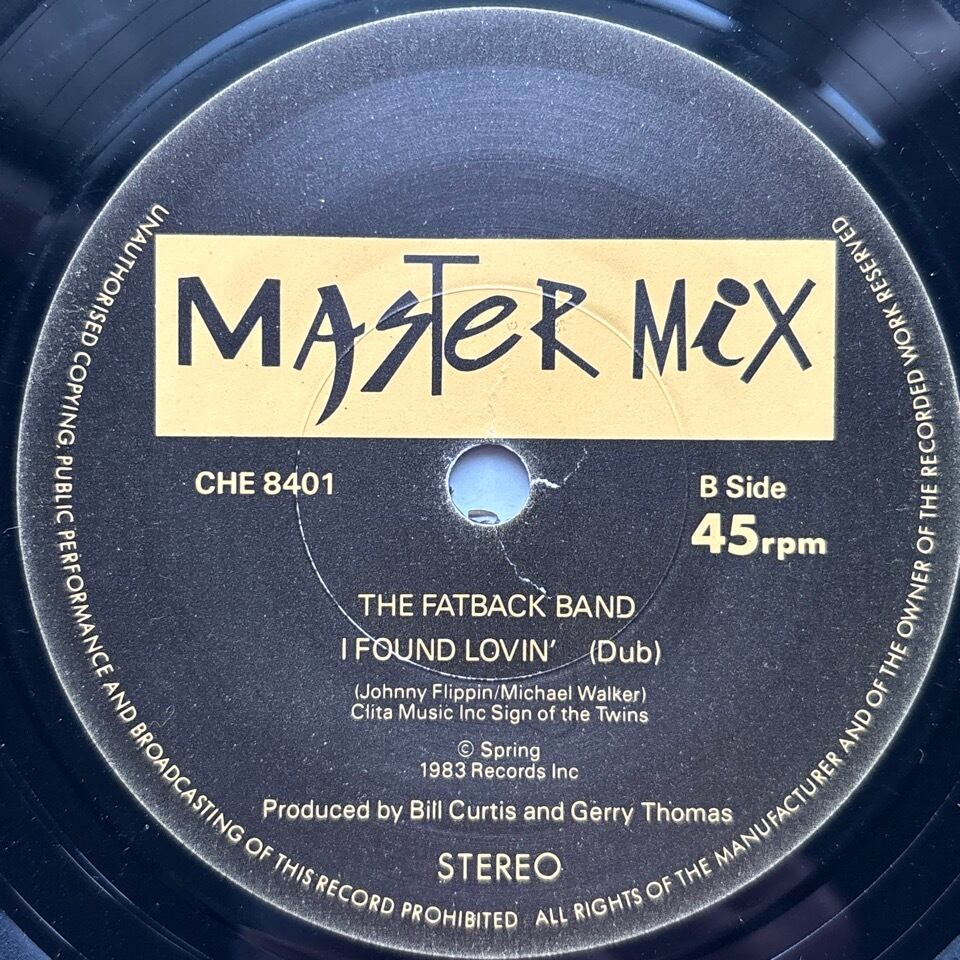 MASTER MiX
CHE 8401
B Side
45rpm
THE FATBACK BAND
I FOUND LOVIN' (Dub)
(Johnny Flippin/Michael Walker)
Clita Music Inc Sign of the Twins
© Spring
1983 Records Inc
Produced by Bill Curtis and Gerry Thomas
STEREO
UNAUTHORISED COPYING. PUBLIC PERFORMANCE AND BROADCASTING OF THIS RECORD PROHIBITED ALL RIGHTS OF THE MANUFACTURER AND OF THE OWNER OF THE RECORDED WORK RESERVED